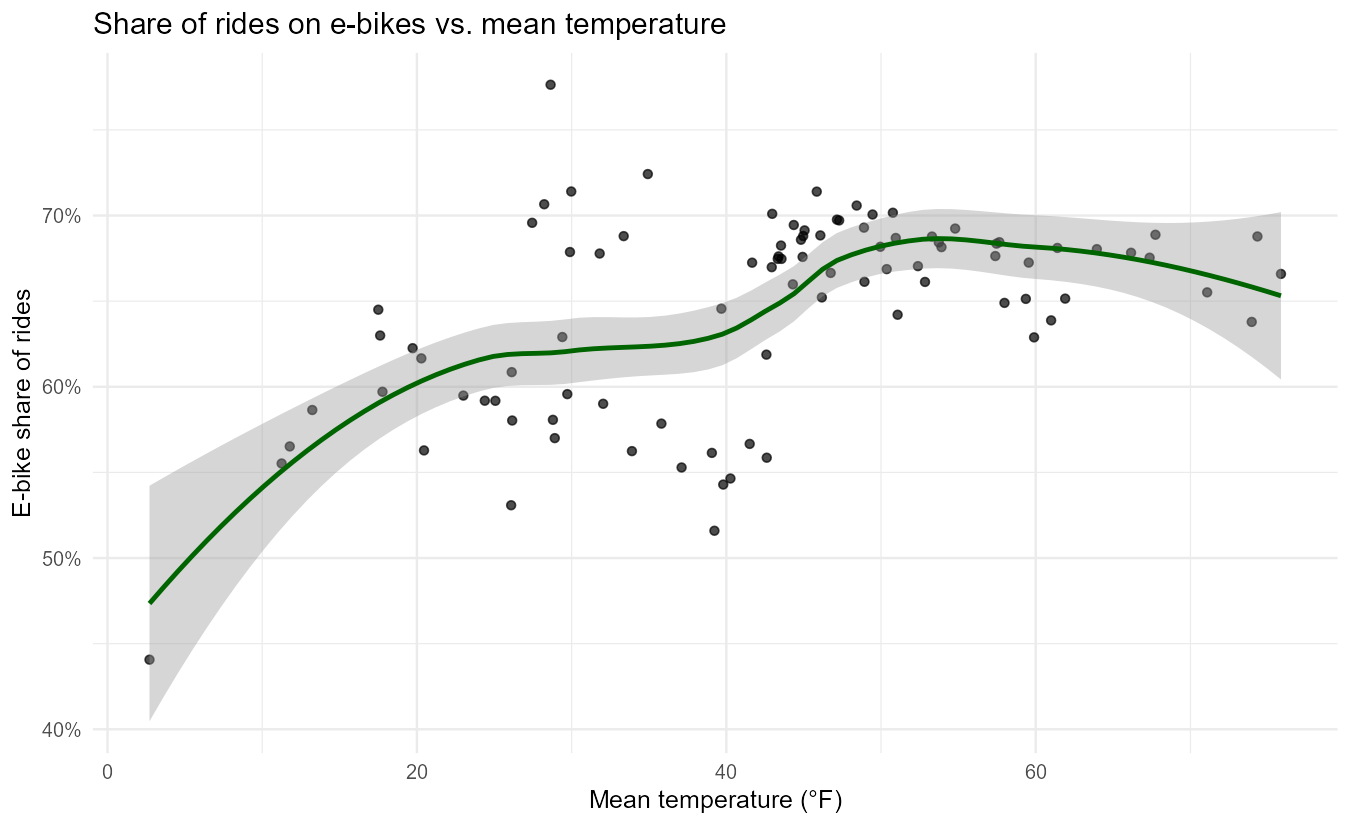 Share of rides on e-bikes vs. mean temperature
70%
60%
50%
40%
0 20 40 60
Mean temperature (°F)
E-bike share of rides